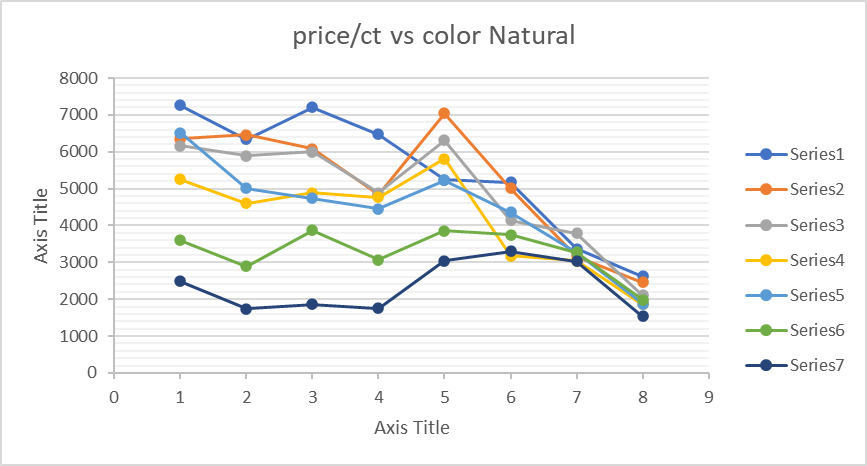 price/ct vs color Natural
8000
7000
6000
5000
4000
3000
2000
1000
0
Axis Title
0 1 2 3 4 5 6 7 8 9
Axis Title
Series1
Series2
Series3
Series4
Series5
Series6
Series7